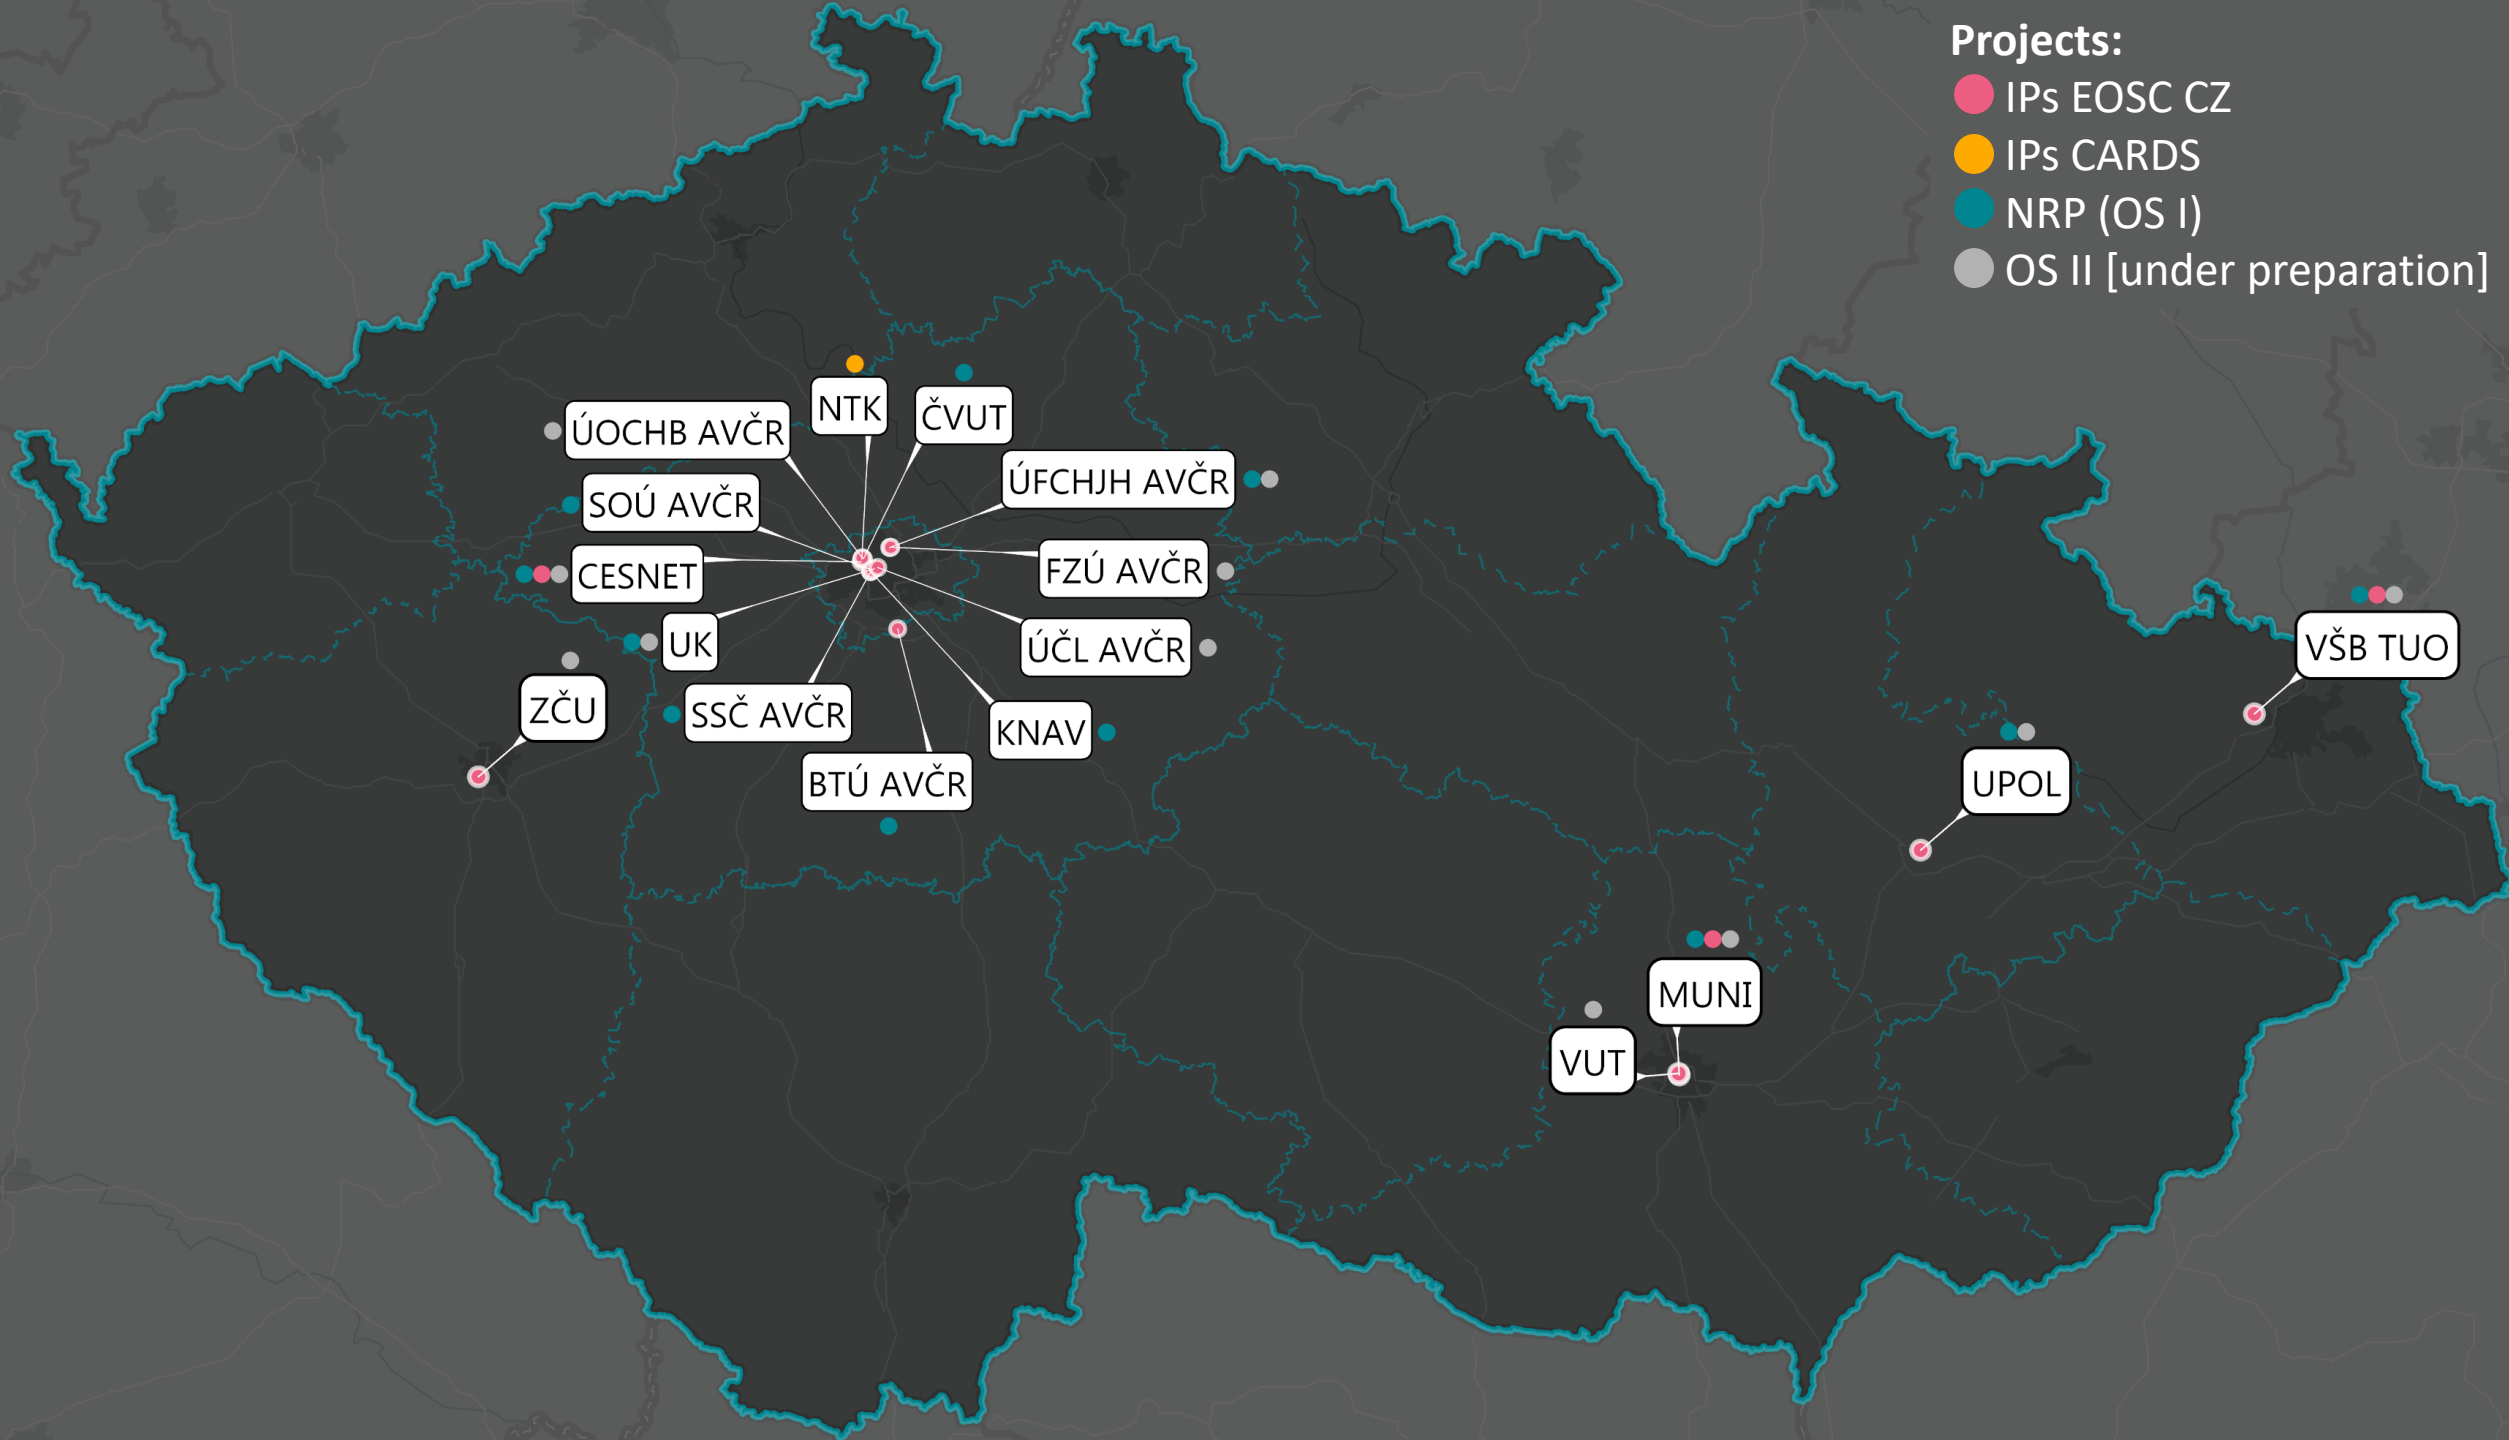 Projects:
IPs EOSC CZ
IPs CARDS
NRP (OS I)
OS II [under preparation]
NTK
ČVUT
ÚOCHB AVČR
ÚFCHJH AVČR
SOÚ AVČR
CESNET
FZÚ AVČR
UK
ÚČL AVČR
VŠB TUO
ZČU
SSČ AVČR
KNAV
BTÚ AVČR
UPOL
MUNI
VUT